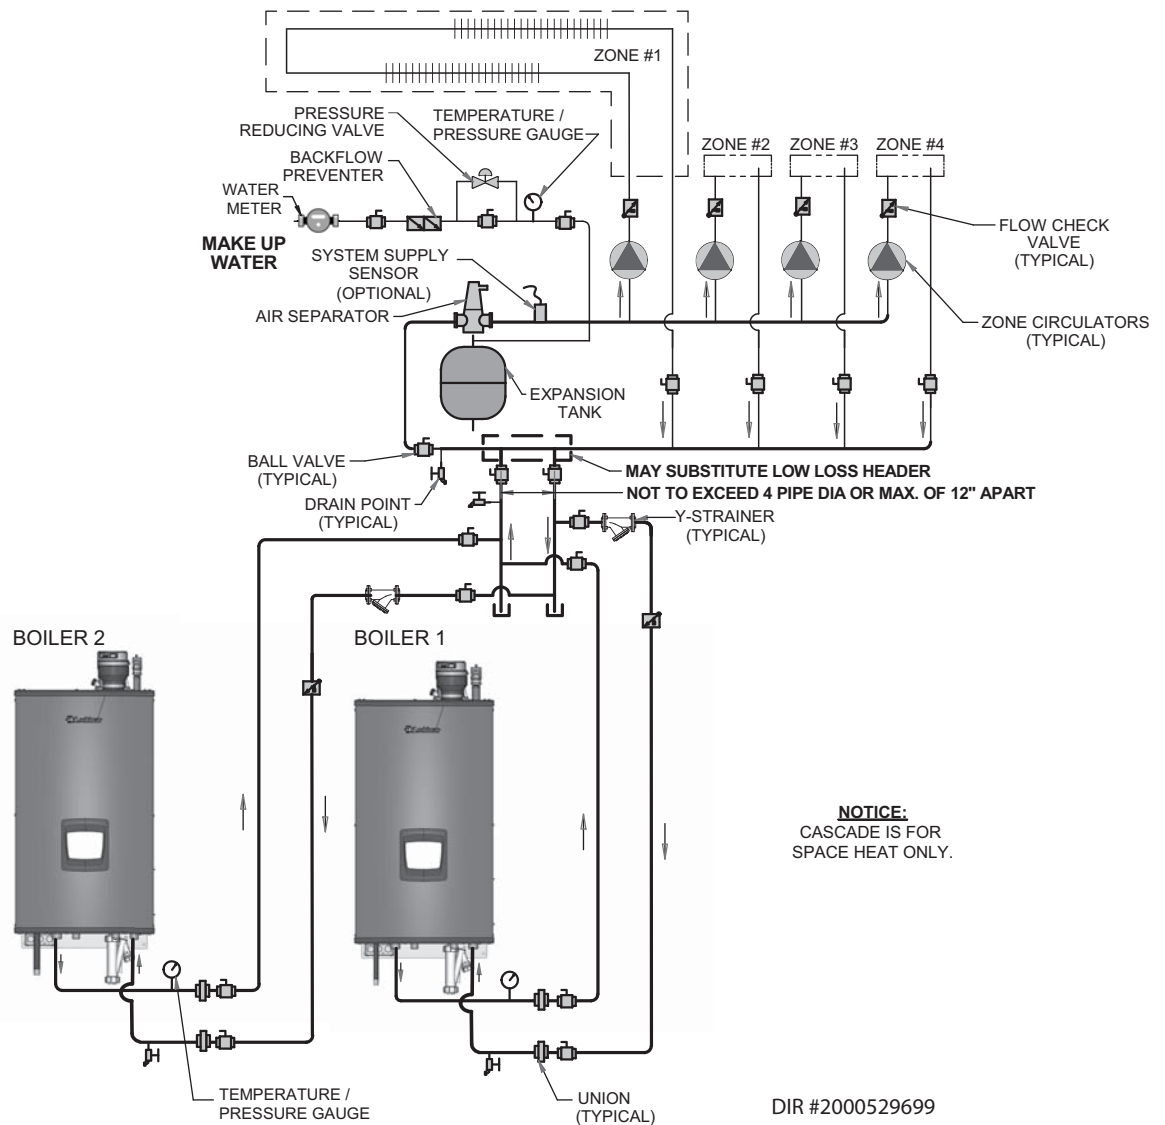 ZONE #1
PRESSURE
REDUCING VALVE
TEMPERATURE /
PRESSURE GAUGE
BACKFLOW
PREVENTER
WATER
METER
MAKE UP
WATER
ZONE #2
ZONE #3
ZONE #4
FLOW CHECK
VALVE
(TYPICAL)
SYSTEM SUPPLY
SENSOR
(OPTIONAL)
AIR SEPARATOR
ZONE CIRCULATORS
(TYPICAL)
EXPANSION
TANK
BALL VALVE
(TYPICAL)
MAY SUBSTITUTE LOW LOSS HEADER
NOT TO EXCEED 4 PIPE DIA OR MAX. OF 12" APART
DRAIN POINT
(TYPICAL)
Y-STRAINER
(TYPICAL)
BOILER 2
BOILER 1
NOTICE:
CASCADE IS FOR
SPACE HEAT ONLY.
TEMPERATURE /
PRESSURE GAUGE
UNION
(TYPICAL)
DIR #2000529699